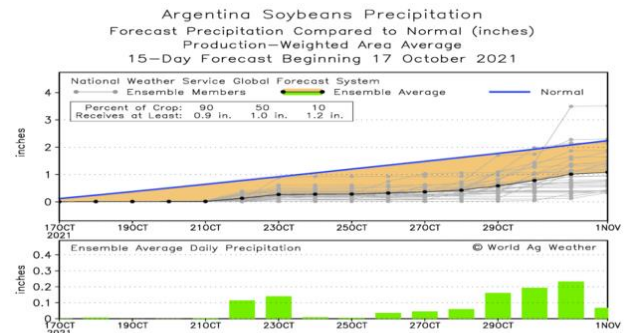 Argentina Soybeans Precipitation
Forecast Precipitation Compared to Normal (inches)
Production-Weighted Area Average
15-Day Forecast Beginning 17 October 2021
National Weather Service Global Forecast System
Ensemble Members Ensemble Average Normal
Percent of Crop: 90 50 10
Receives at Least: 0.9 in. 1.0 in. 1.2 in.
4
3
2
1
0
inches
17OCT 19OCT 21OCT 23OCT 25OCT 27OCT 29OCT 1NOV
2021
Ensemble Average Daily Precipitation © World Ag Weather
0.4
0.3
0.2
0.1
0
inches
17OCT 19OCT 21OCT 23OCT 25OCT 27OCT 29OCT 1NOV
2021